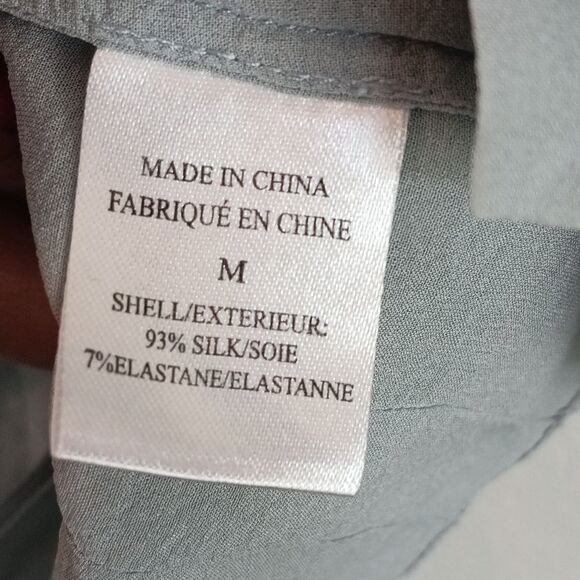 MADE IN CHINA
FABRIQUÉ EN CHINE
M
SHELL/EXTERIEUR:
93% SILK/SOIE
7%ELASTANE/ELASTANNE